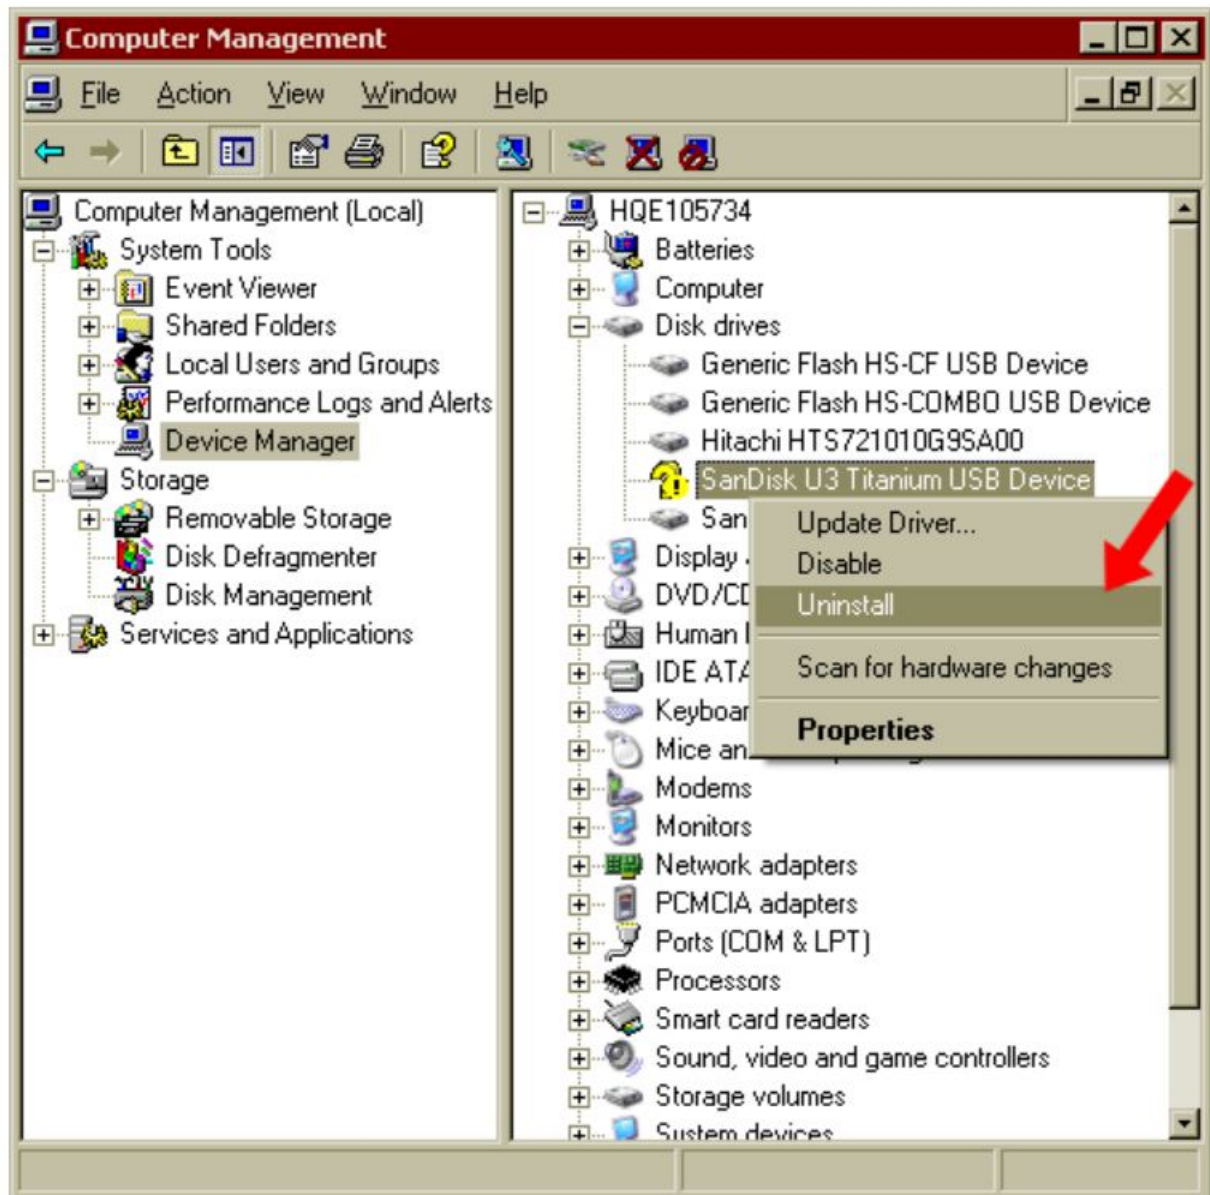 Computer Management
File Action View Window Help
Computer Management (Local)
System Tools
Event Viewer
Shared Folders
Local Users and Groups
Performance Logs and Alerts
Device Manager
Storage
Removable Storage
Disk Defragmenter
Disk Management
Services and Applications
HQE105734
Batteries
Computer
Disk drives
Generic Flash HS-CF USB Device
Generic Flash HS-COMBO USB Device
Hitachi HTS721010G9SA00
SanDisk U3 Titanium USB Device
San
Display
DVD/CD
Human
IDE ATA
Keyboar
Mice an
Modems
Monitors
Network adapters
PCMCIA adapters
Ports (COM & LPT)
Processors
Smart card readers
Sound, video and game controllers
Storage volumes
System devices
Update Driver...
Disable
Uninstall
Scan for hardware changes
Properties